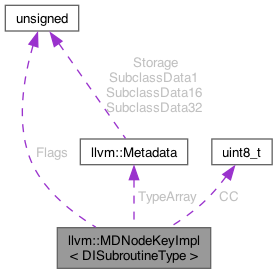 unsigned
Storage
SubclassData1
SubclassData16
SubclassData32
Flags
llvm::Metadata
uint8_t
TypeArray
CC
llvm::MDNodeKeyImpl
< DISubroutineType >